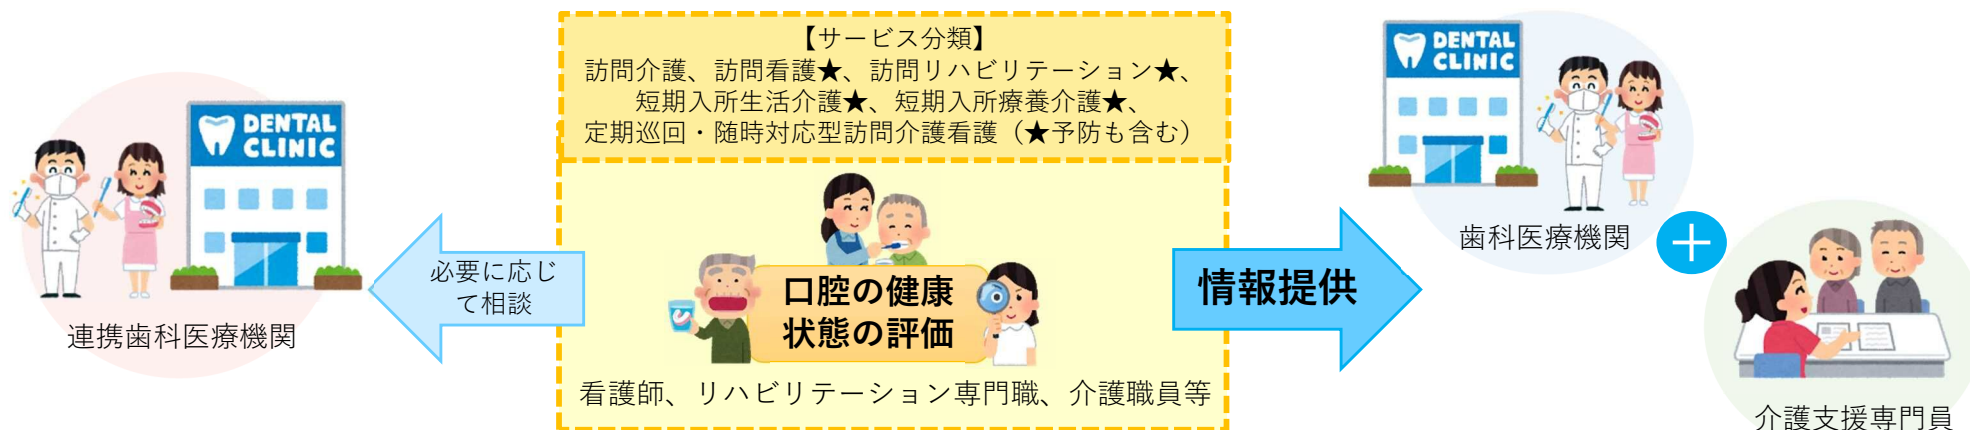 【サービス分類】
訪問介護、訪問看護★、訪問リハビリテーション★、
短期入所生活介護★、短期入所療養介護★、
定期巡回・随時対応型訪問介護看護（★予防も含む）
DENTAL
CLINIC
連携歯科医療機関
必要に応じ
て相談
口腔の健康
状態の評価
看護師、リハビリテーション専門職、介護職員等
情報提供
DENTAL
CLINIC
歯科医療機関
＋
介護支援専門員